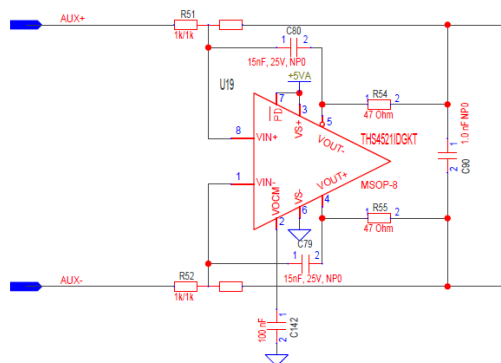 AUX+
R51
1k/1k
C80
1
2
15nF, 25V, NP0
+5VA
U19
R54
1
2
47 Ohm
7
PD
3
VS+
5
VOUT-
THS4521IDGKT
1.0 nF NP0
1
2
C90
8
VIN+
1
VIN-
MSOP-8
VOUT+
4
VOCM
2
VS-
6
R55
1
2
47 Ohm
C79
1
2
15nF, 25V, NP0
AUX-
R52
1k/1k
100 nF
1
2
C142